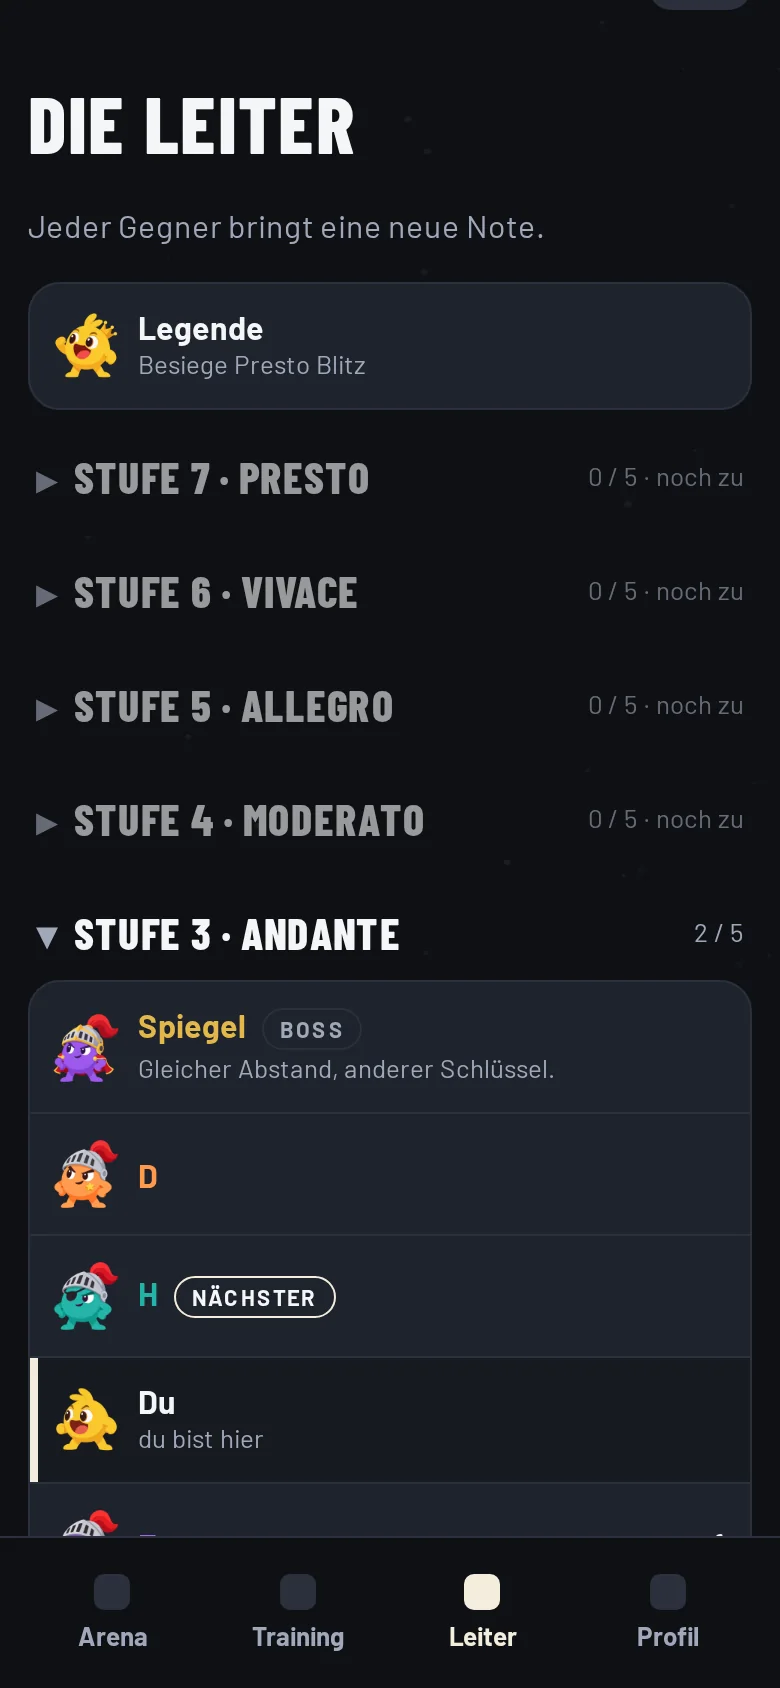 DIE LEITER
Jeder Gegner bringt eine neue Note.
Legende
Besiege Presto Blitz
▶ STUFE 7 · PRESTO 0 / 5 · noch zu
▶ STUFE 6 · VIVACE 0 / 5 · noch zu
▶ STUFE 5 · ALLEGRO 0 / 5 · noch zu
▶ STUFE 4 · MODERATO 0 / 5 · noch zu
▼ STUFE 3 · ANDANTE 2 / 5
Spiegel BOSS
Gleicher Abstand, anderer Schlüssel.
D
H NÄCHSTER
Du
du bist hier
Arena Training Leiter Profil